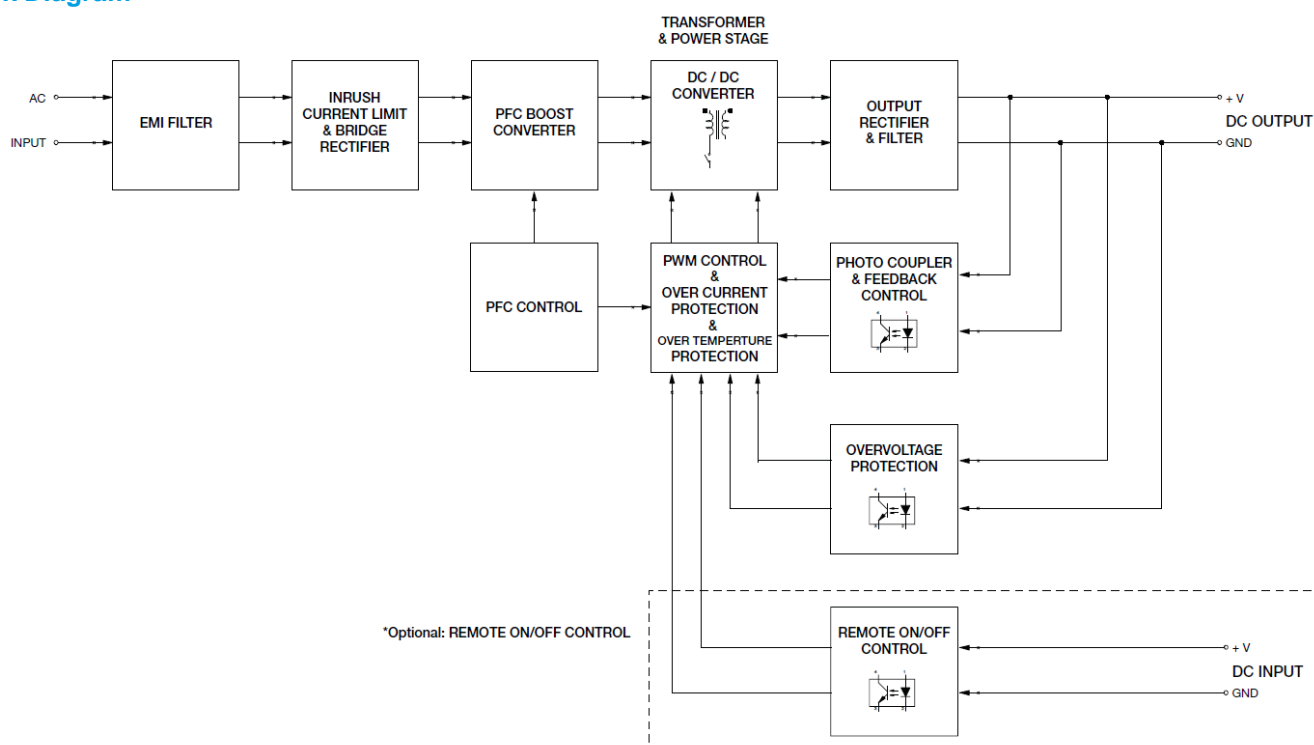 Diagram
TRANSFORMER
& POWER STAGE
AC
INPUT
EMI FILTER
INRUSH
CURRENT LIMIT
& BRIDGE
RECTIFIER
PFC BOOST
CONVERTER
DC / DC
CONVERTER
OUTPUT
RECTIFIER
& FILTER
+ V
DC OUTPUT
GND
PFC CONTROL
PWM CONTROL
&
OVER CURRENT
PROTECTION
&
OVER TEMPERTURE
PROTECTION
PHOTO COUPLER
& FEEDBACK
CONTROL
OVERVOLTAGE
PROTECTION
*Optional: REMOTE ON/OFF CONTROL
REMOTE ON/OFF
CONTROL
+ V
DC INPUT
GND